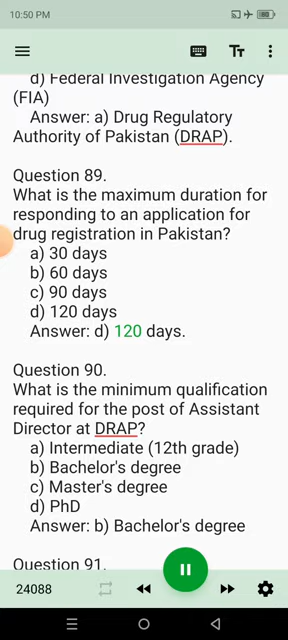 10:50 PM
TT
d) Federal Investigation Agency
(FIA)
Answer: a) Drug Regulatory
Authority of Pakistan (DRAP).
Question 89.
What is the maximum duration for
responding to an application for
drug registration in Pakistan?
a) 30 days
b) 60 days
c) 90 days
d) 120 days
Answer: d) 120 days.
Question 90.
What is the minimum qualification
required for the post of Assistant
Director at DRAP?
a) Intermediate (12th grade)
b) Bachelor's degree
c) Master's degree
d) PhD
Answer: b) Bachelor's degree
Question 91.
24088